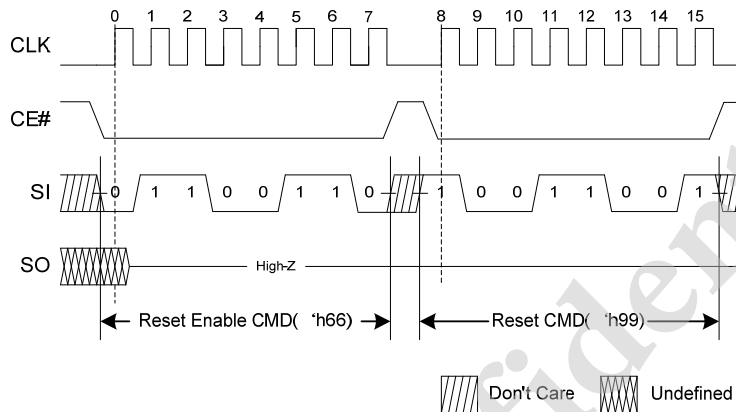 0 1 2 3 4 5 6 7 8 9 10 11 12 13 14 15
CLK
CE#
SI 0 1 1 0 0 1 1 0 1 0 0 1 1 0 0 1
SO High-Z
Reset Enable CMD( ‘h66) Reset CMD( ‘h99)
Don't Care Undefined